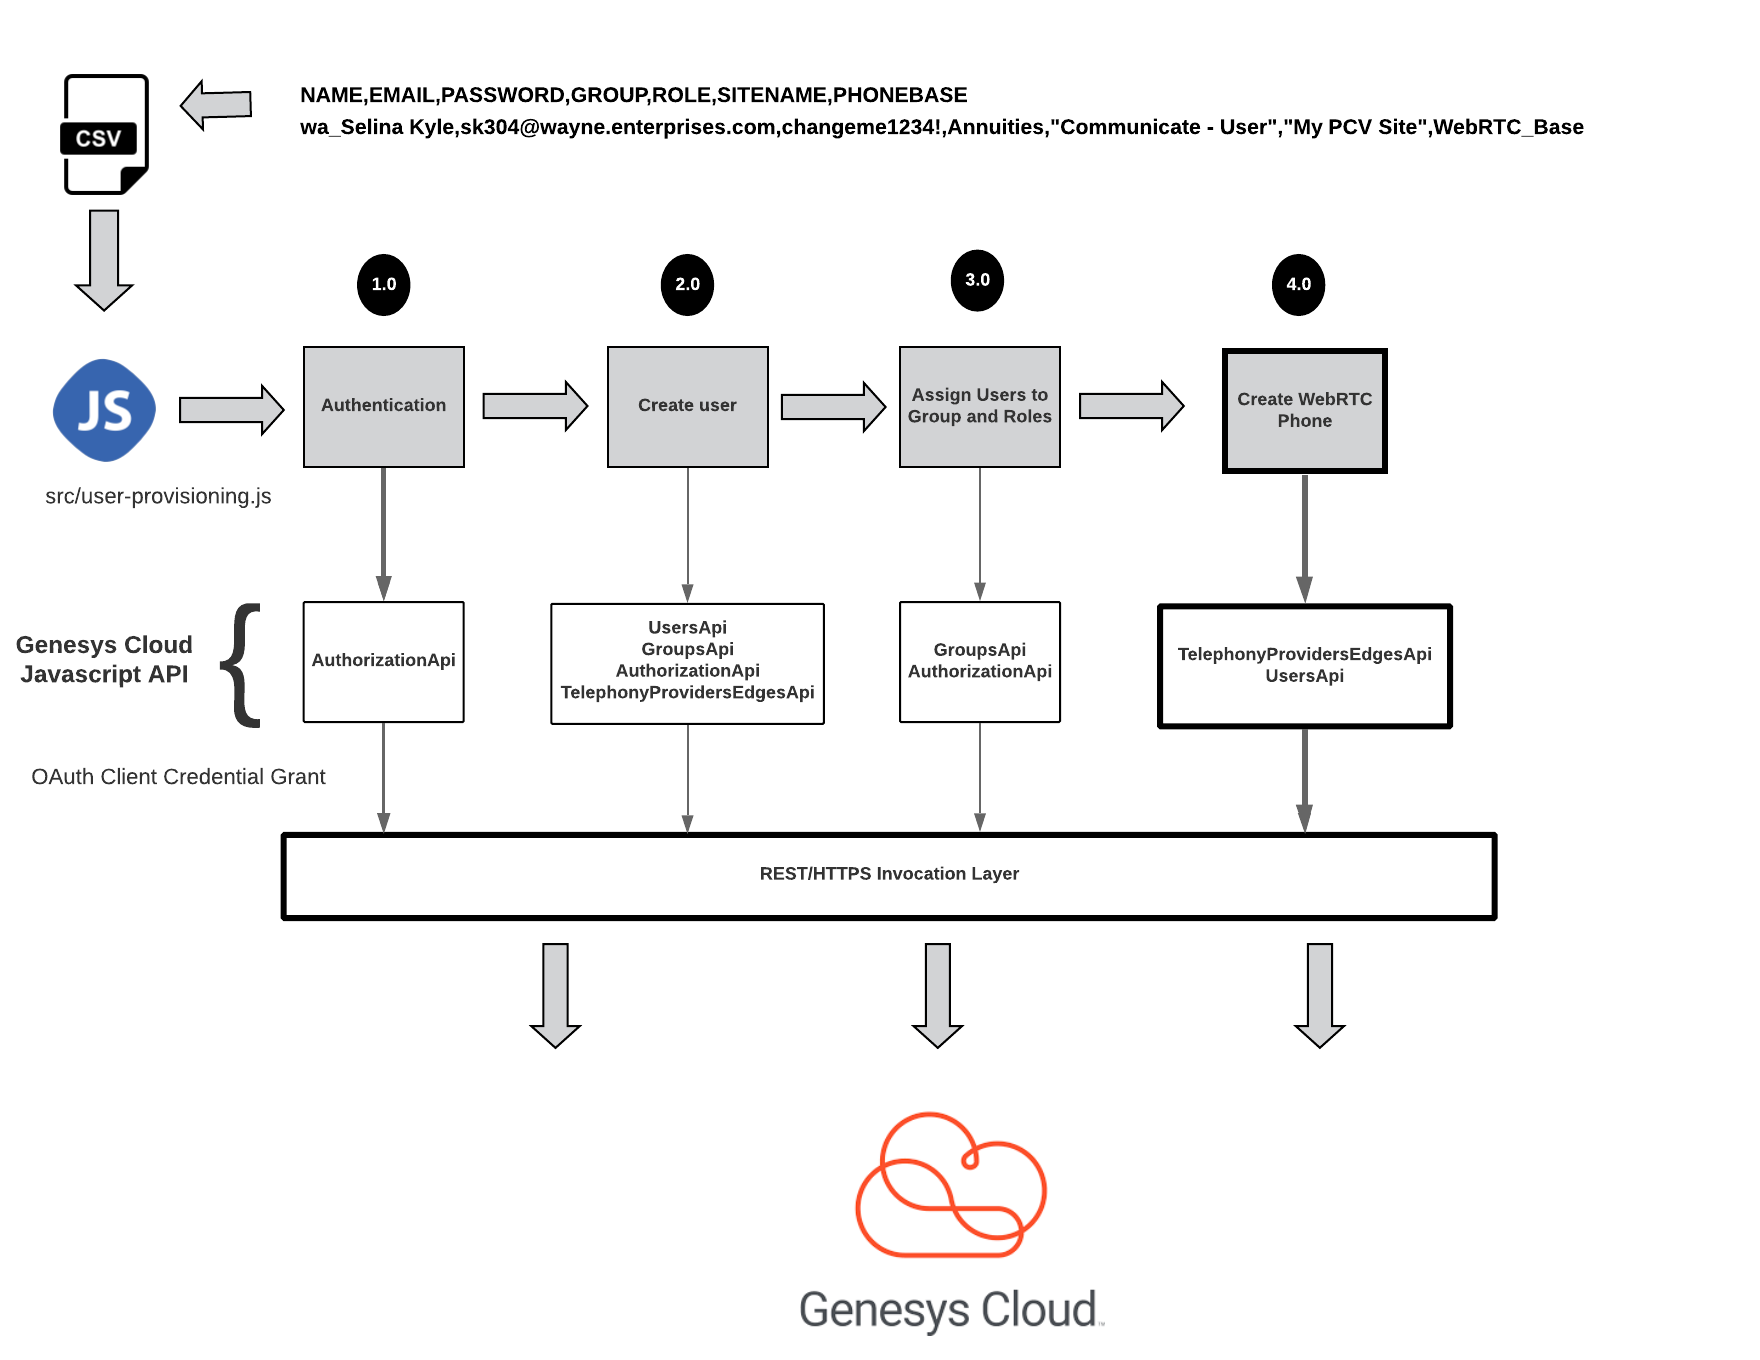 NAME,EMAIL,PASSWORD,GROUP,ROLE,SITENAME,PHONEBASE
wa_Selina Kyle,sk304@wayne.enterprises.com,changeme1234!,Annuities,"Communicate - User","My PCV Site",WebRTC_Base
CSV
1.0
2.0
3.0
4.0
JS
src/user-provisioning.js
Authentication
Create user
Assign Users to
Group and Roles
Create WebRTC
Phone
Genesys Cloud
Javascript API
{
AuthorizationApi
UsersApi
GroupsApi
AuthorizationApi
TelephonyProvidersEdgesApi
GroupsApi
AuthorizationApi
TelephonyProvidersEdgesApi
UsersApi
OAuth Client Credential Grant
REST/HTTPS Invocation Layer
Genesys Cloud™